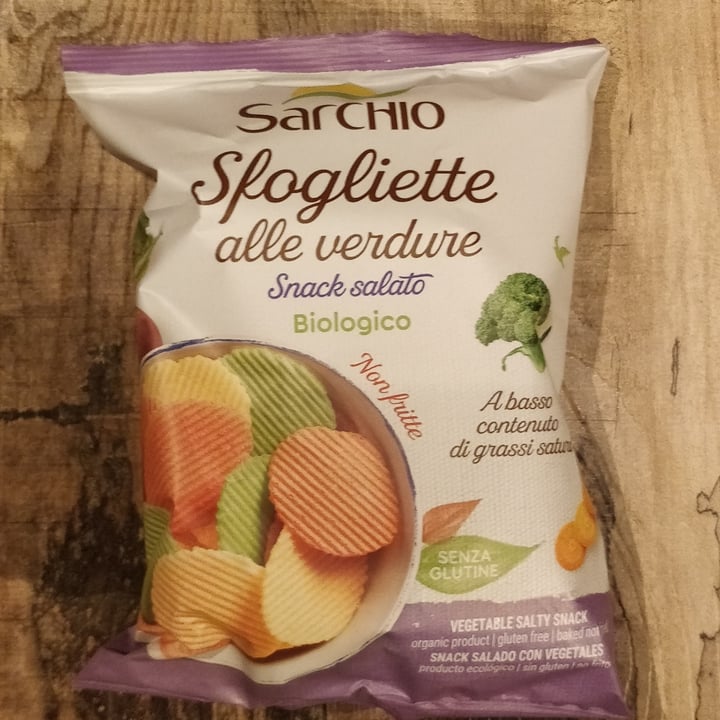 Sarchio
Sfogliette
alle verdure
Snack salato
Biologico
Non fritte
A basso
contenuto
di grassi saturi
SENZA
GLUTINE
VEGETABLE SALTY SNACK
organic product | gluten free | baked not
SNACK SALADO CON VEGETALES
producto ecológico | sin gluten | no frito